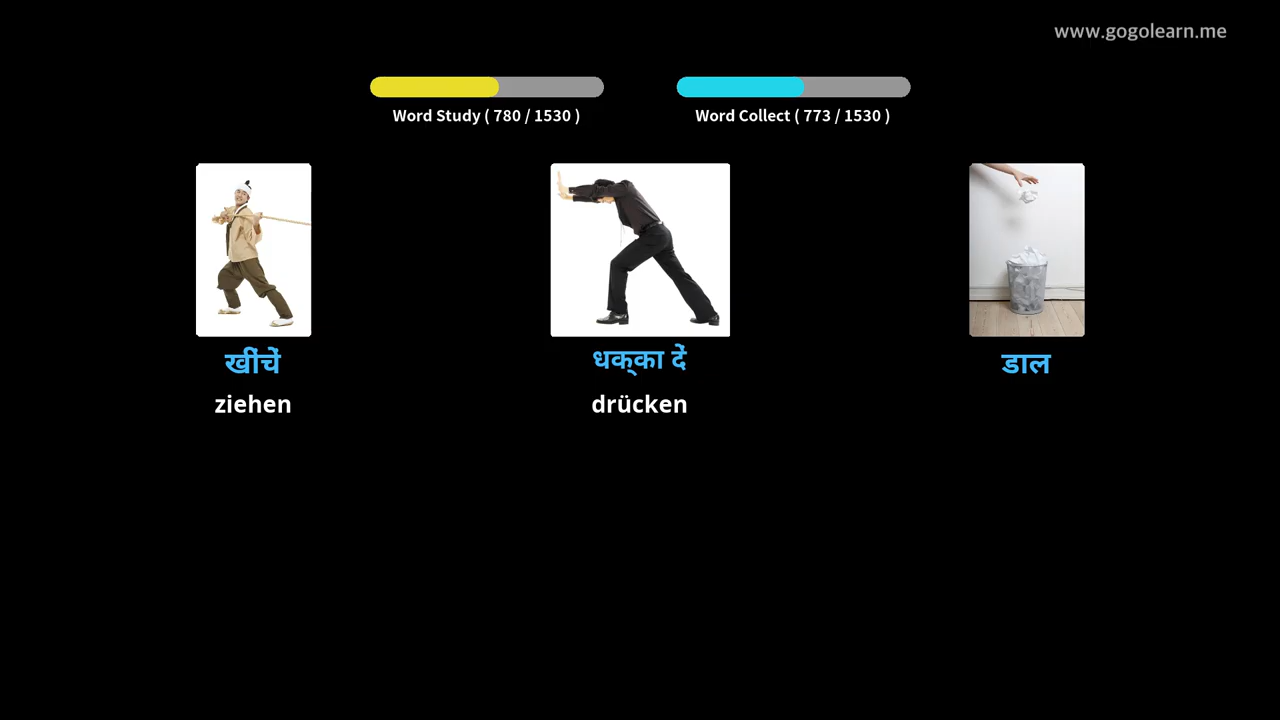 www.gogolearn.me
Word Study ( 780 / 1530 )
Word Collect ( 773 / 1530 )
खींचें
धक्का दें
डाल
ziehen
drücken